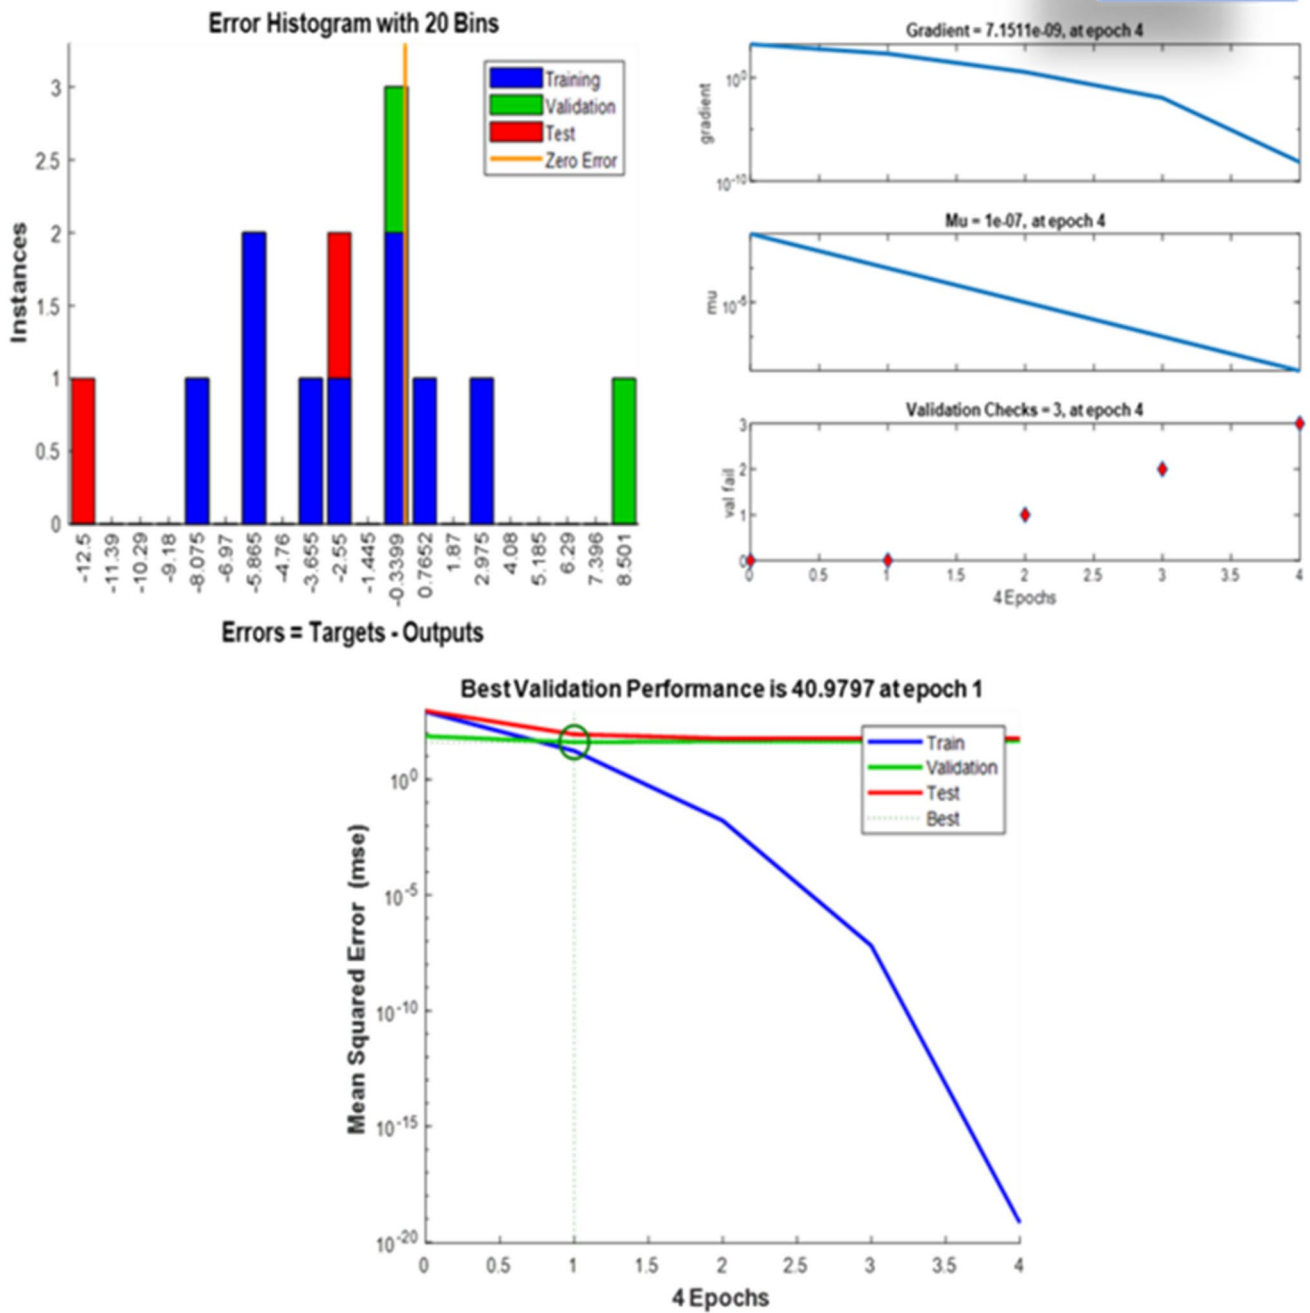 Error Histogram with 20 Bins
3
2.5
2
1.5
1
0.5
0
Instances
Training
Validation
Test
Zero Error
-12.5
-11.39
-10.29
-9.18
-8.075
-6.97
-5.865
-4.76
-3.655
-2.55
-1.445
-0.3399
0.7652
1.87
2.975
4.08
5.185
6.29
7.396
8.501
Errors = Targets - Outputs
Gradient = 7.1511e-09, at epoch 4
10^0
10^-10
gradient
Mu = 1e-07, at epoch 4
10^-5
mu
Validation Checks = 3, at epoch 4
3
2
1
0
val fail
0 0.5 1 1.5 2 2.5 3 3.5 4
4 Epochs
Best Validation Performance is 40.9797 at epoch 1
10^0
10^-5
10^-10
10^-15
10^-20
Mean Squared Error (mse)
Train
Validation
Test
Best
0 0.5 1 1.5 2 2.5 3 3.5 4
4 Epochs